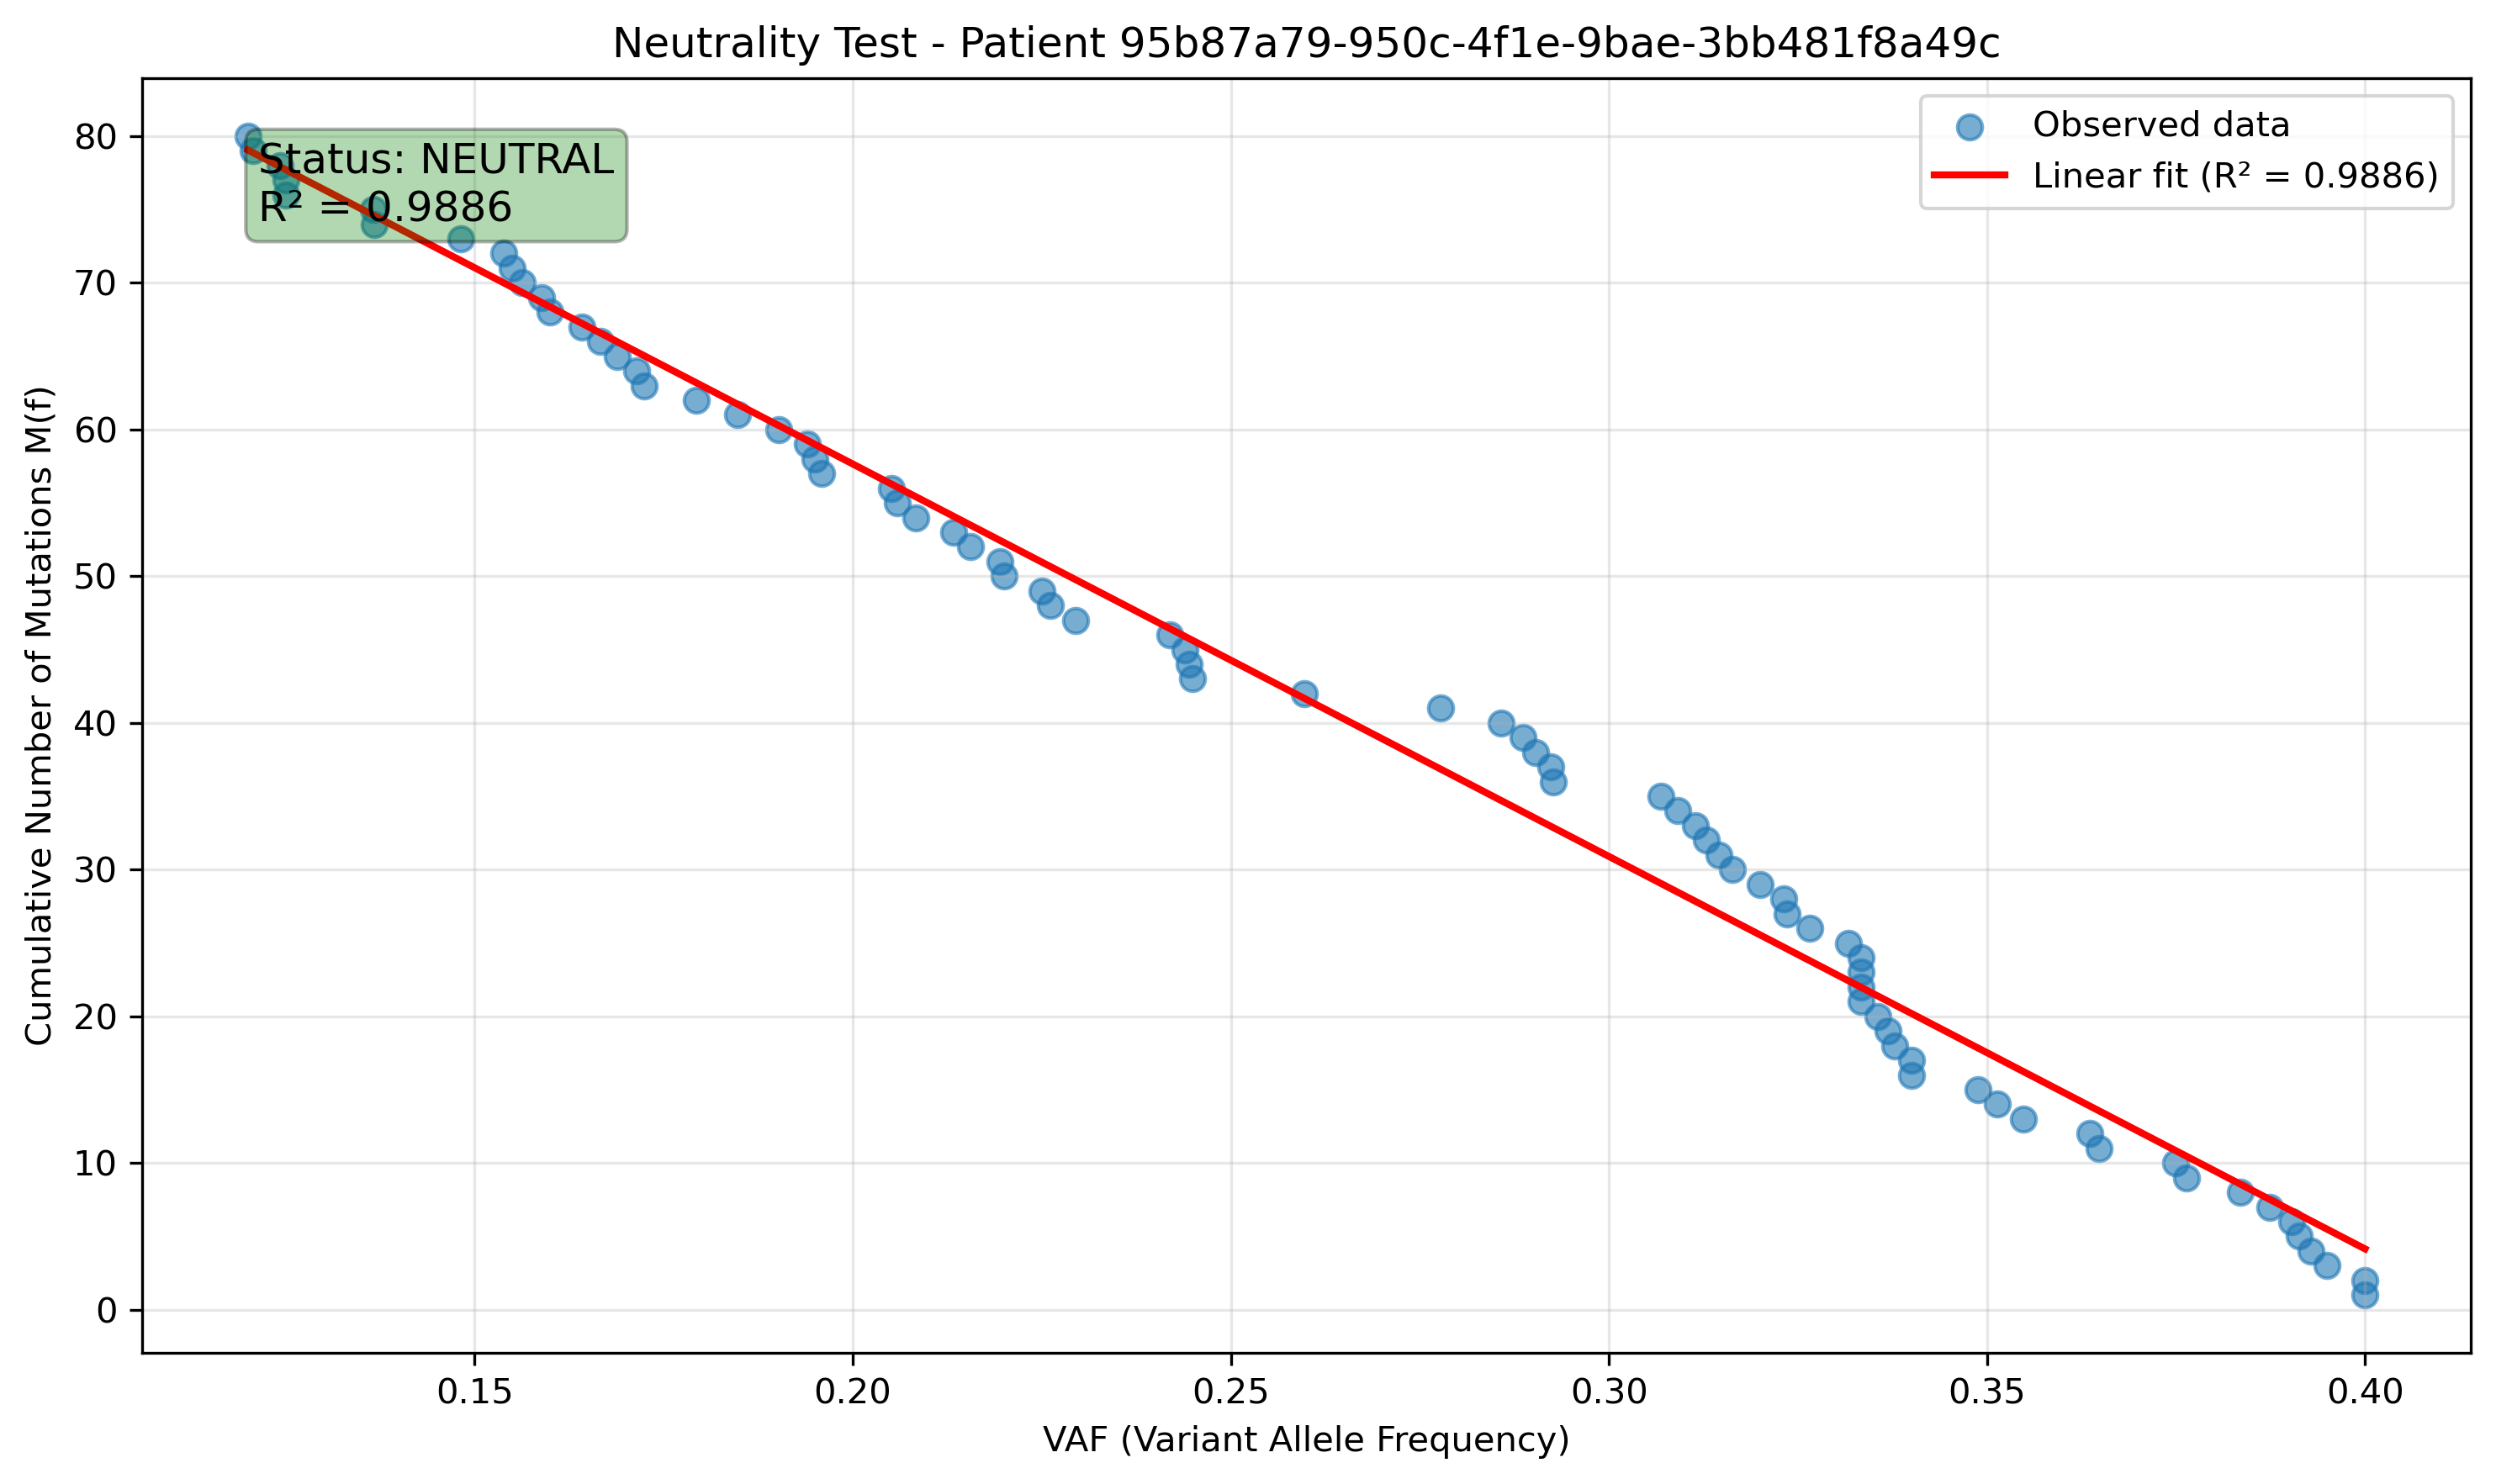 Neutrality Test - Patient 95b87a79-950c-4f1e-9bae-3bb481f8a49c
Status: NEUTRAL
R² = 0.9886
Observed data
Linear fit (R² = 0.9886)
Cumulative Number of Mutations M(f)
80
70
60
50
40
30
20
10
0
0.15
0.20
0.25
0.30
0.35
0.40
VAF (Variant Allele Frequency)